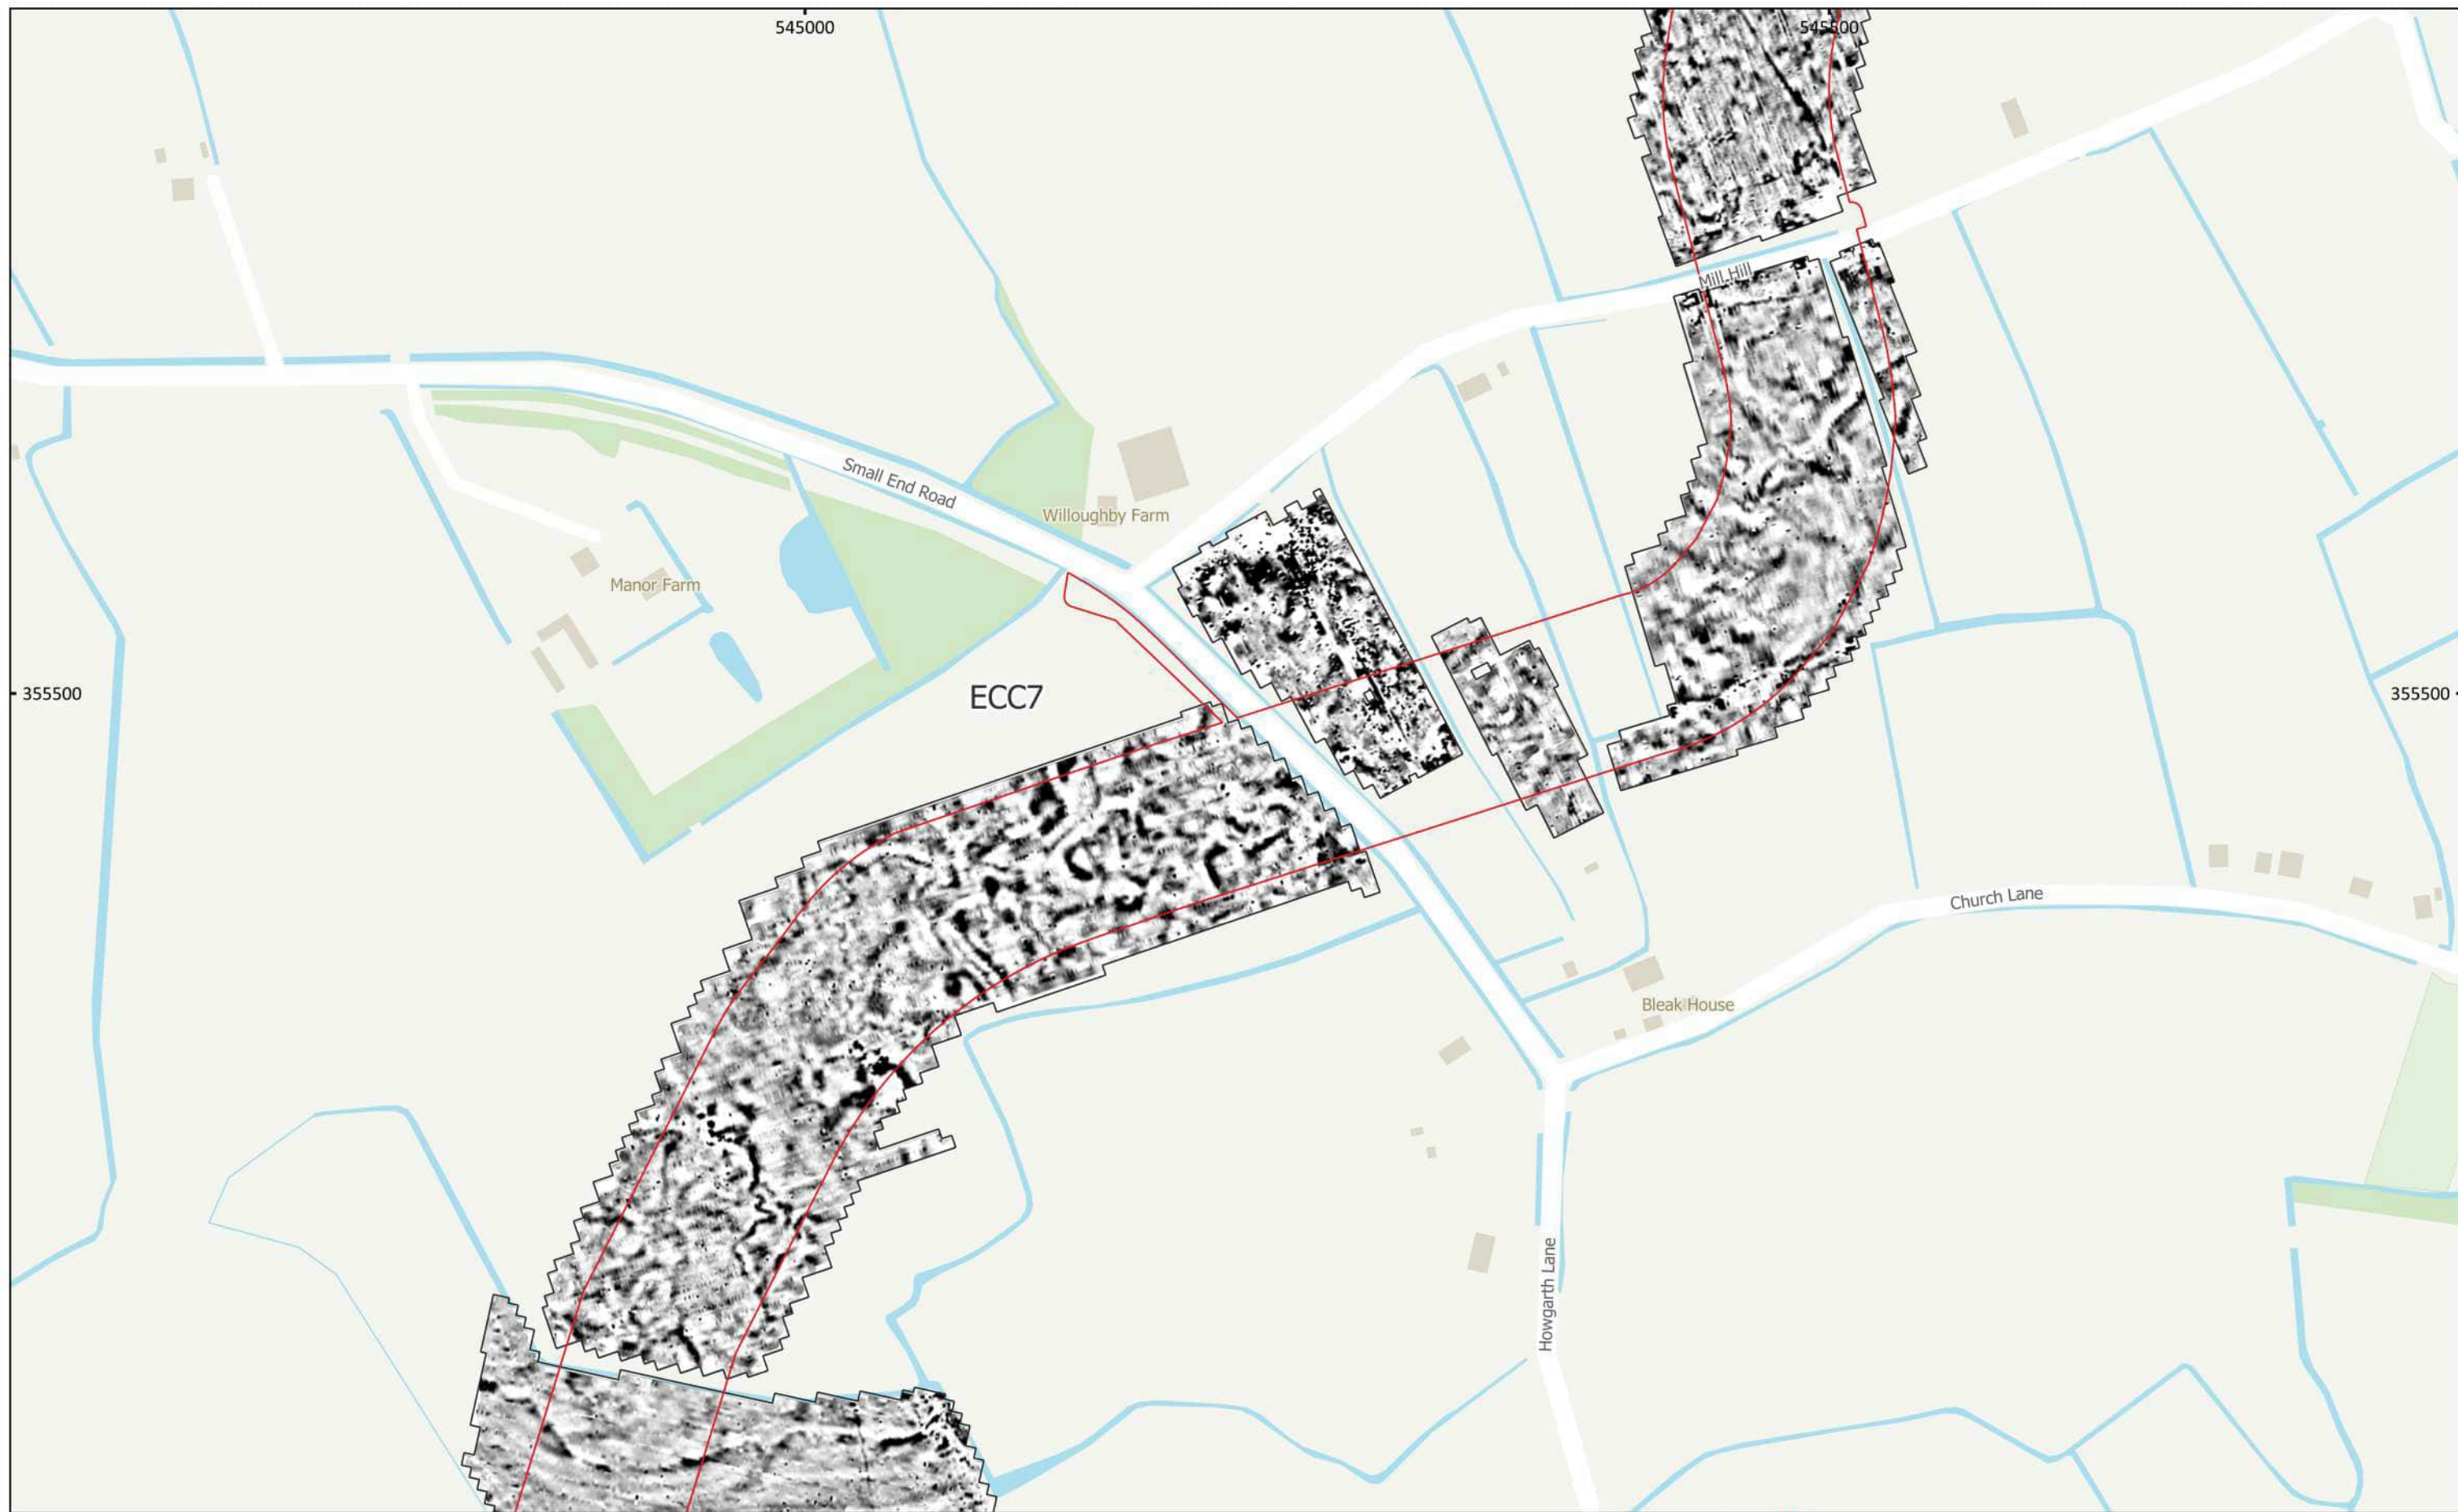 545000
545500
Mill Hill
Small End Road
Willoughby Farm
Manor Farm
355500
ECC7
355500
Church Lane
Bleak House
Howgarth Lane